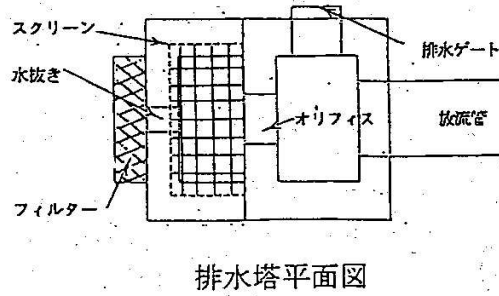 スクリーン
排水ゲート
水抜き
オリフィス
放流管
フィルター
排水塔平面図